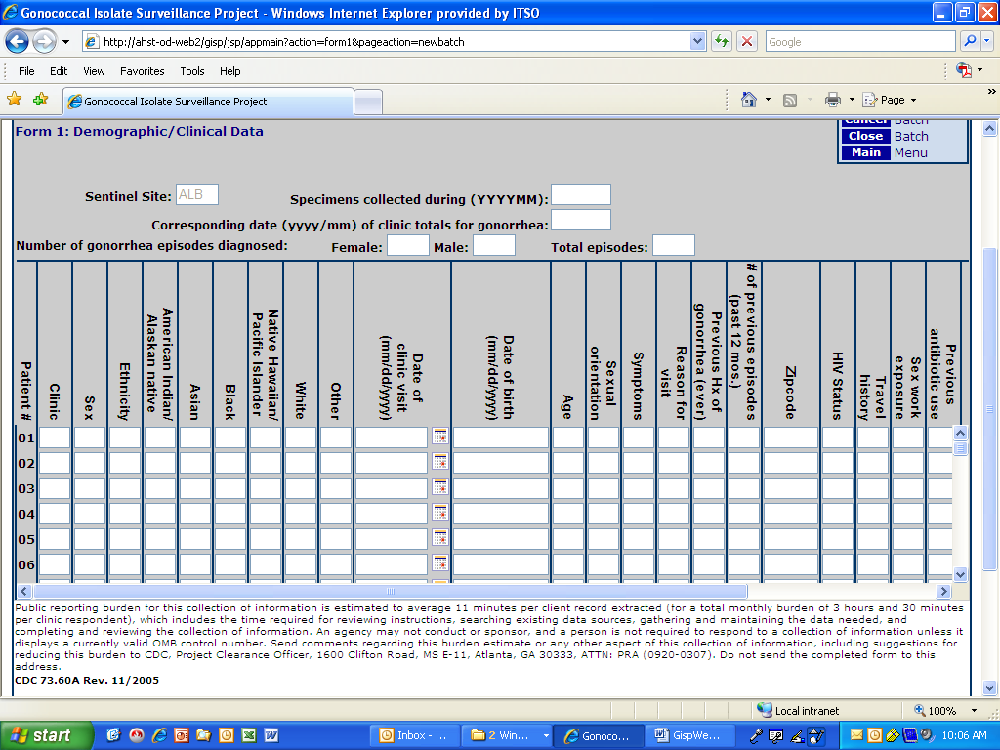 Gonococcal Isolate Surveillance Project - Windows Internet Explorer provided by ITSO
http://ahst-od-web2/gisp/jsp/appmain?action=form1&pageaction=newbatch
Google
File Edit View Favorites Tools Help
Gonococcal Isolate Surveillance Project
Page
Cancel Batch
Form 1: Demographic/Clinical Data
Close Batch
Main Menu
Sentinel Site: ALB
Specimens collected during (YYYYMM):
Corresponding date (yyyy/mm) of clinic totals for gonorrhea:
Number of gonorrhea episodes diagnosed: Female: Male: Total episodes:
Patient #
Clinic
Sex
Ethnicity
American Indian/
Alaskan native
Asian
Black
Native Hawaiian/
Pacific Islander
White
Other
Date of
clinic visit
(mm/dd/yyyy)
Date of birth
(mm/dd/yyyy)
Age
Sexual
orientation
Symptoms
Reason for
visit
Previous Hx of
gonorrhea (ever)
# of previous episodes
(past 12 mos.)
Zipcode
HIV Status
Travel
history
Sex work
exposure
Previous
antibiotic use
01
02
03
04
05
06
Public reporting burden for this collection of information is estimated to average 11 minutes per client record extracted (for a total monthly burden of 3 hours and 30 minutes
per clinic respondent), which includes the time required for reviewing instructions, searching existing data sources, gathering and maintaining the data needed, and
completing and reviewing the collection of information. An agency may not conduct or sponsor, and a person is not required to respond to a collection of information unless it
displays a currently valid OMB control number. Send comments regarding this burden estimate or any other aspect of this collection of information, including suggestions for
reducing this burden to CDC, Project Clearance Officer, 1600 Clifton Road, MS E-11, Atlanta, GA 30333, ATTN: PRA (0920-0307). Do not send the completed form to this
address.
CDC 73.60A Rev. 11/2005
Local intranet
100%
start
Inbox - ...
2 Win...
Gonoco...
GispWe...
10:06 AM